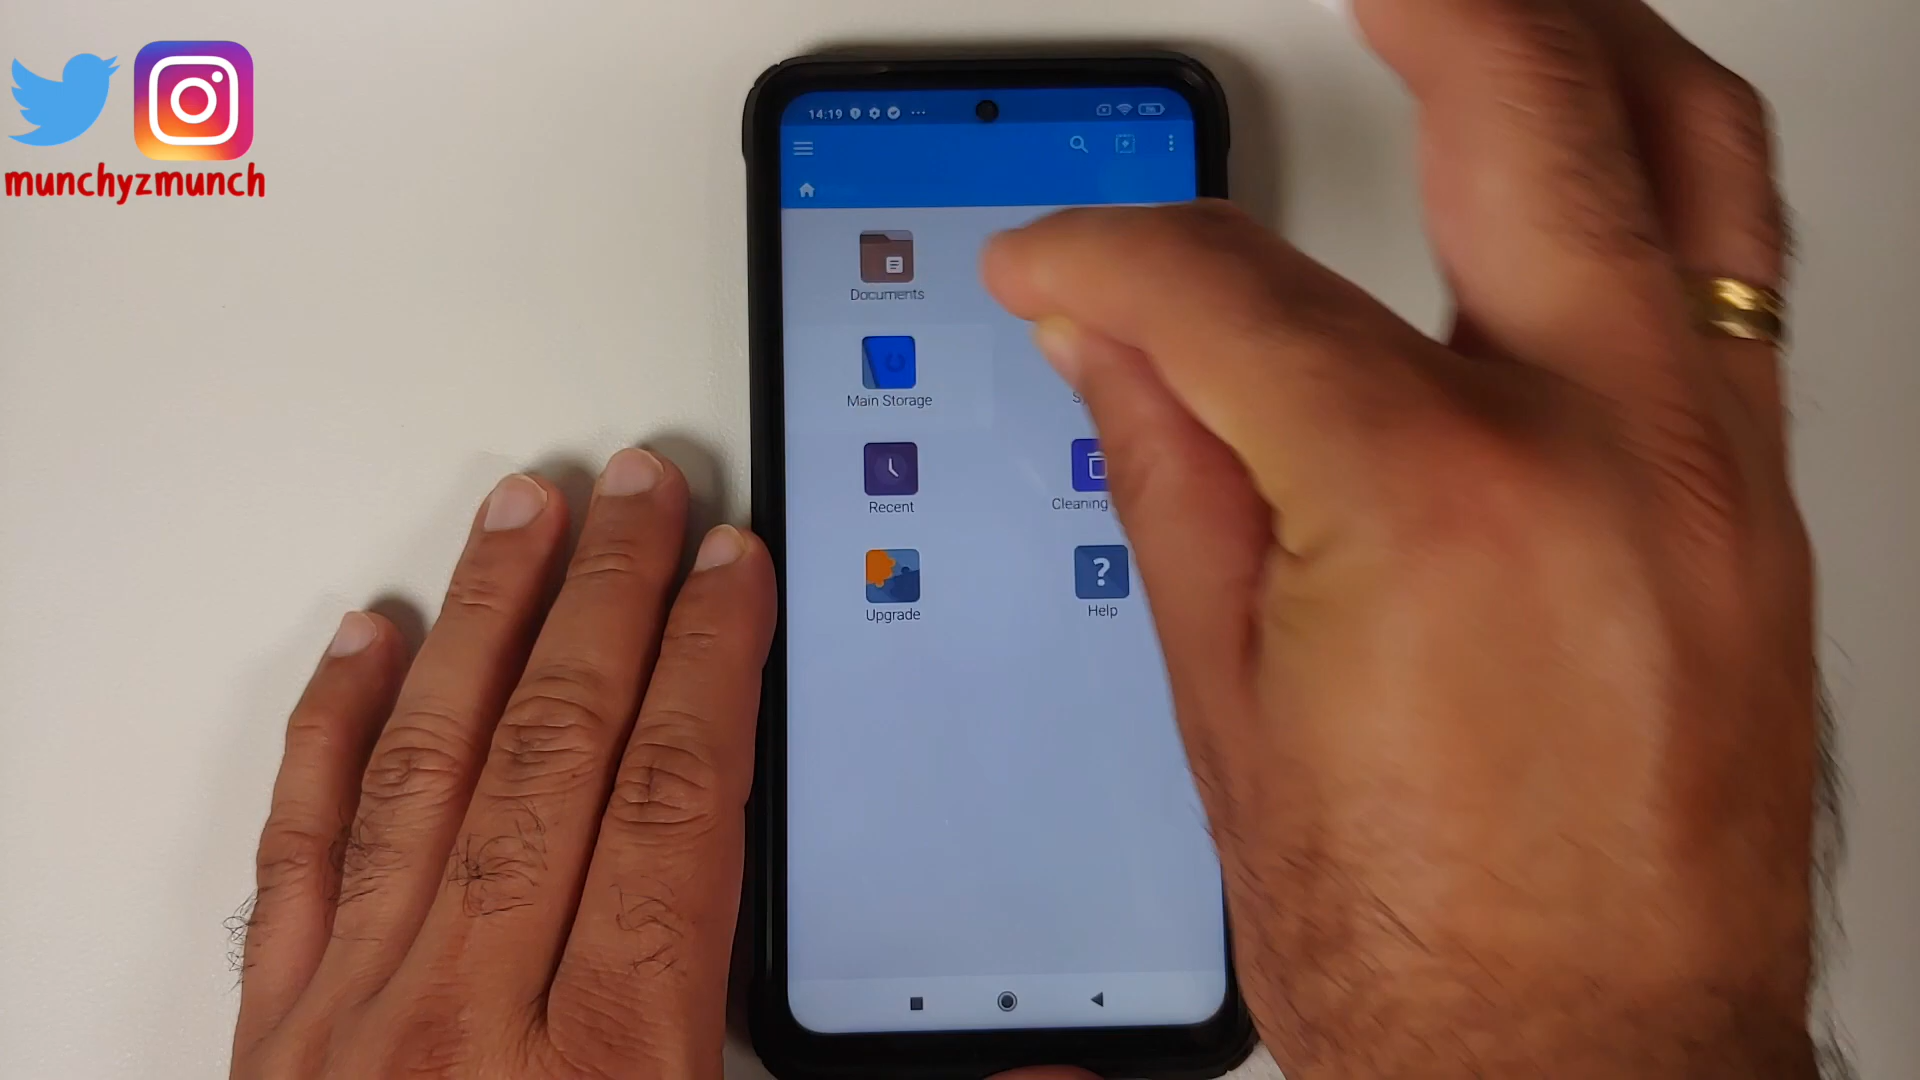 munchyzmunch
14:19
Documents
Main Storage
Recent
Cleaning
Upgrade
?
Help